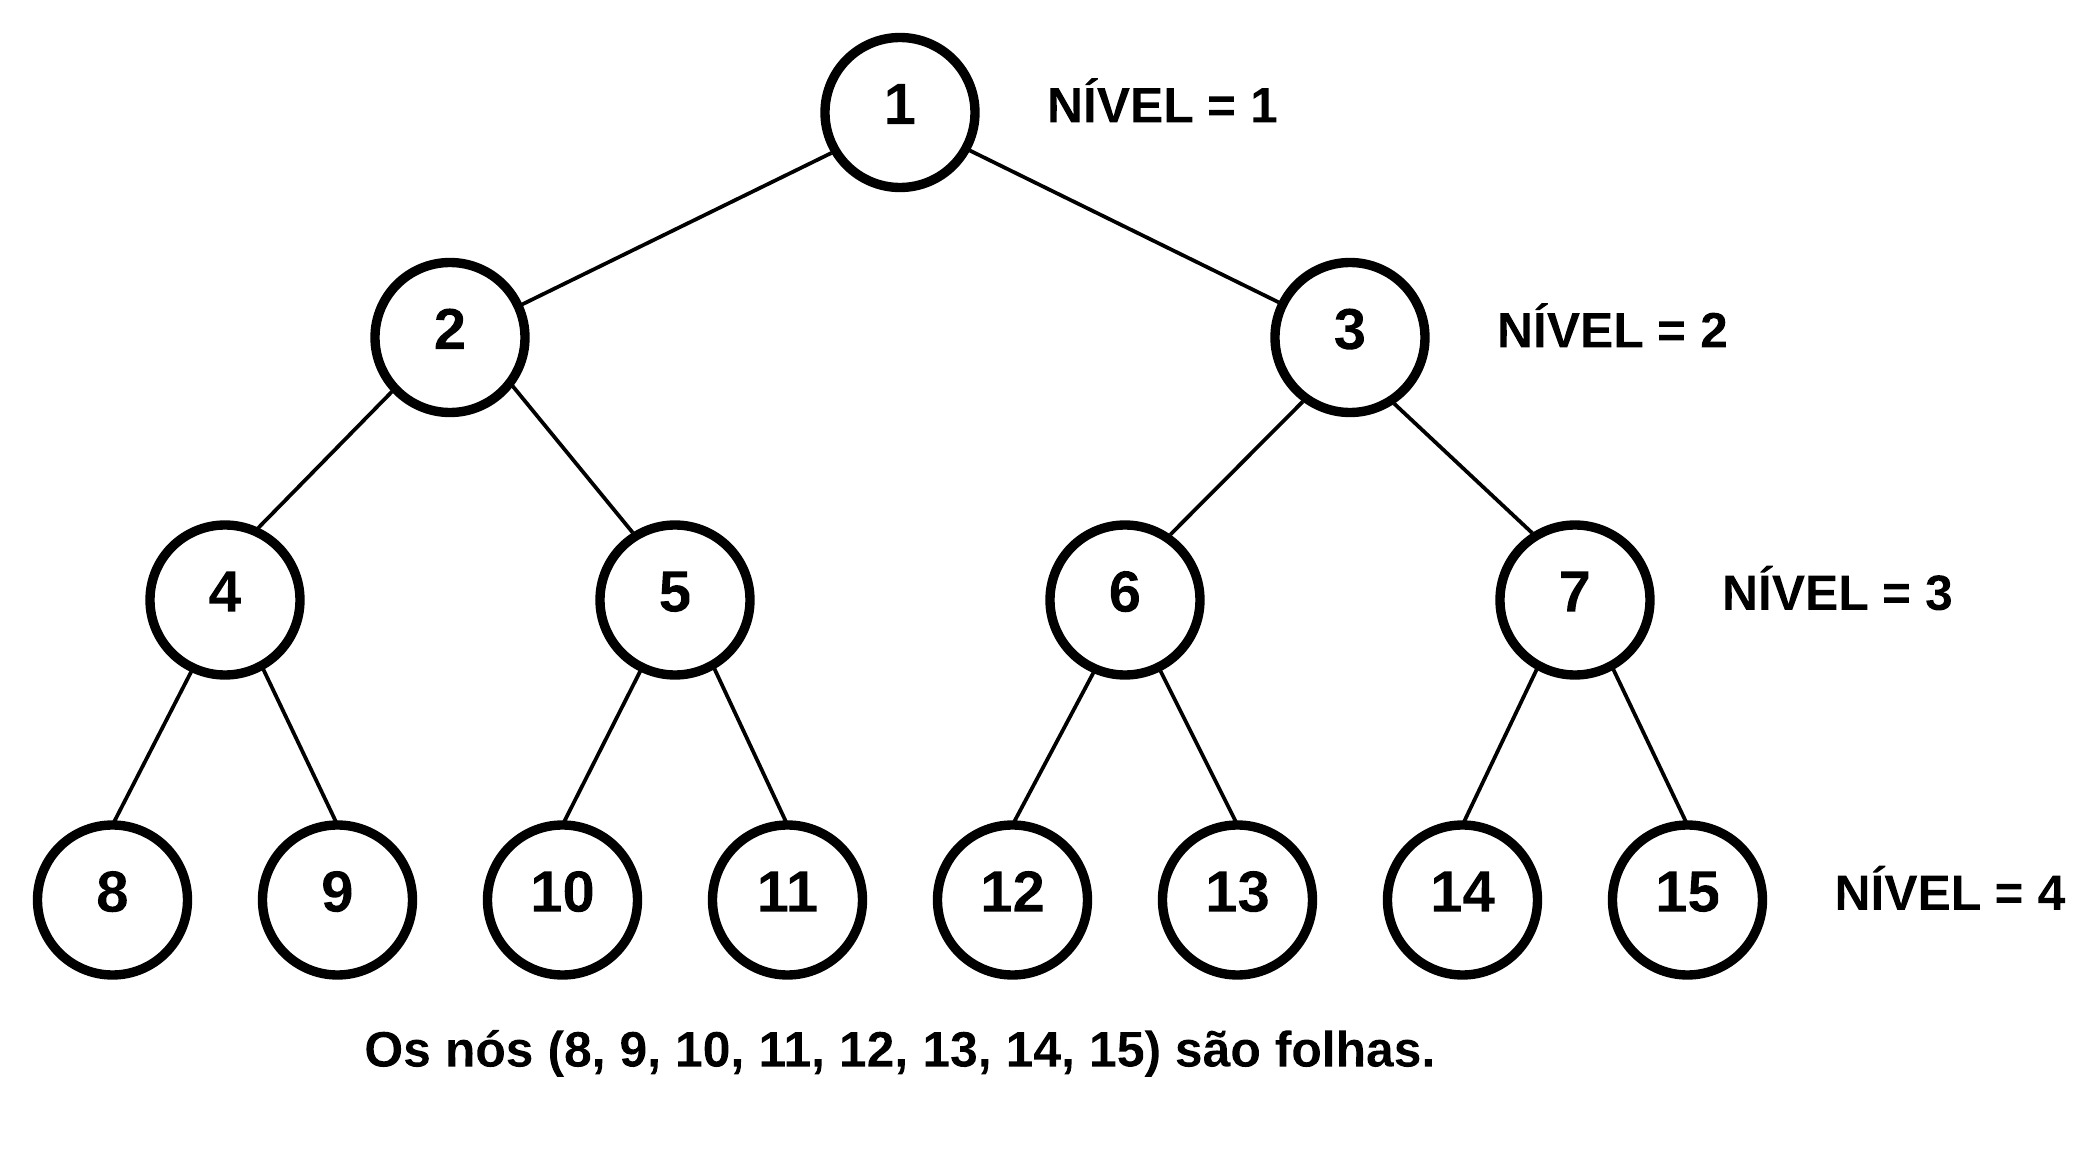 1 NÍVEL = 1
2 3 NÍVEL = 2
4 5 6 7 NÍVEL = 3
8 9 10 11 12 13 14 15 NÍVEL = 4
Os nós (8, 9, 10, 11, 12, 13, 14, 15) são folhas.